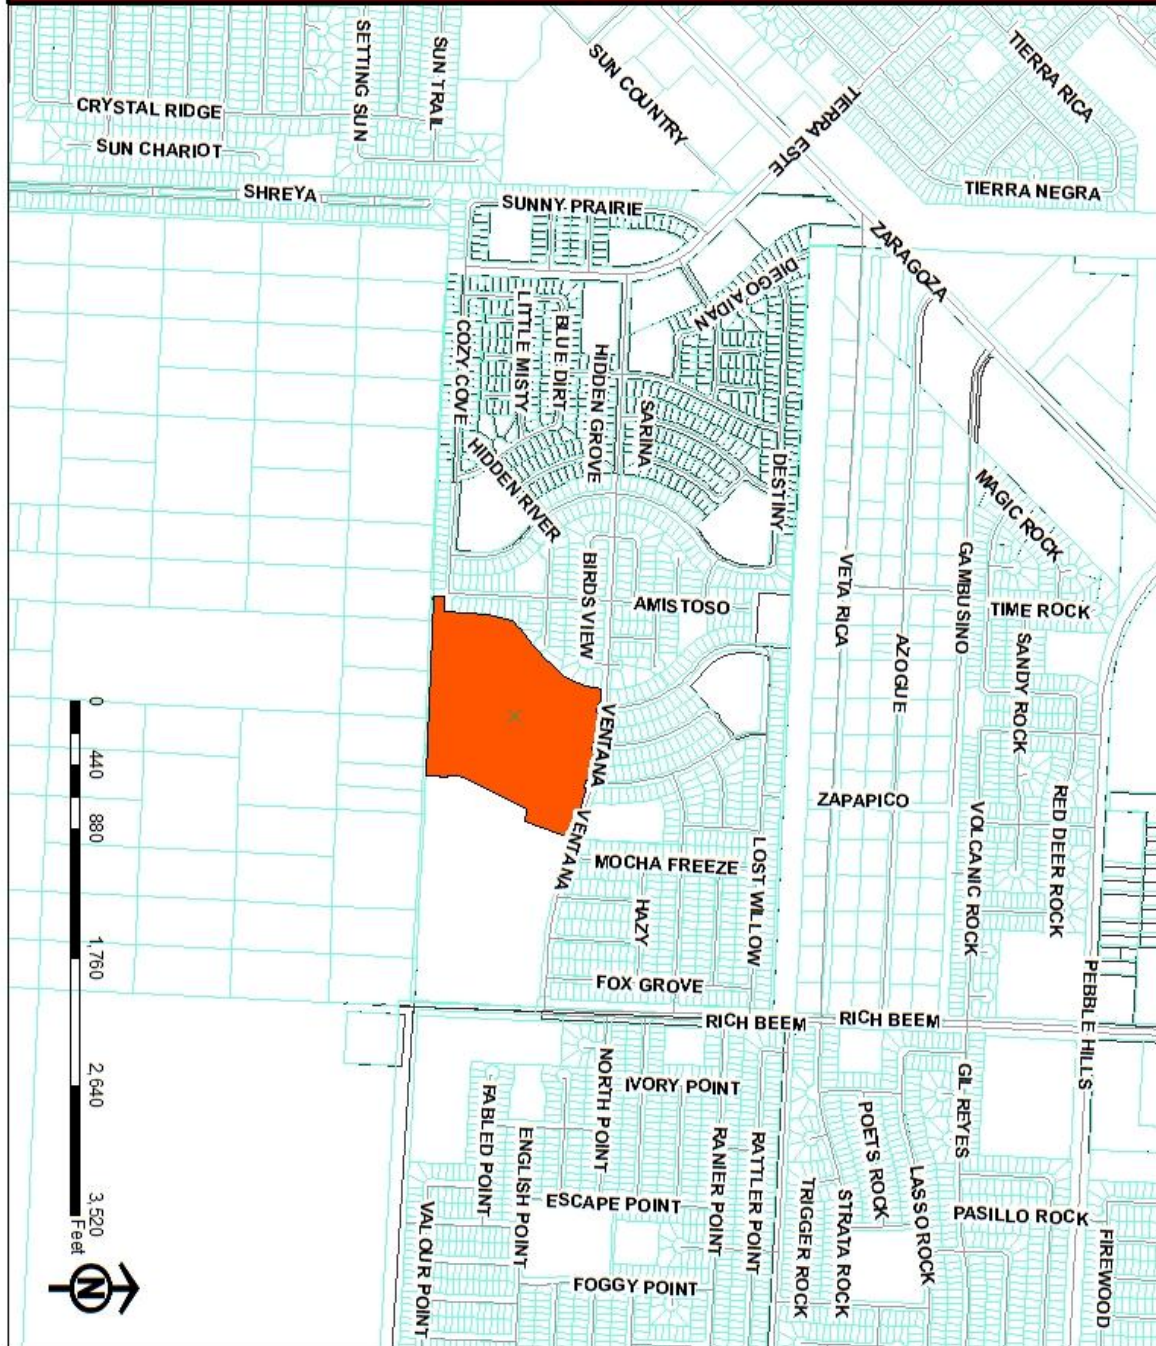 SETTING SUN
SUN TRAIL
SUN COUNTRY
TIERRA RICA
CRYSTAL RIDGE
TIERRA ESTE
SUN CHARIOT
SHREYA
SUNNY PRAIRIE
TIERRA NEGRA
ZARAGOZA
DIEGO AIDAN
LITTLE MISTY
BLUE DIRT
COZY COVE
HIDDEN GROVE
SARINA
HIDDEN RIVER
DESTINY
MAGIC ROCK
BIRDS VIEW
AMISTOSO
VETA RICA
GAMBUSINO
TIME ROCK
AZOGUE
SANDY ROCK
VENTANA
ZAPAPICO
RED DEER ROCK
VENTANA
VOLCANIC ROCK
MOCHA FREEZE
LOST WILLOW
HAZY
FOX GROVE
PEBBLE HILLS
RICH BEEM
RICH BEEM
NORTH POINT
IVORY POINT
GIL REYES
FABLED POINT
ENGLISH POINT
RANIER POINT
RATTLER POINT
POETS ROCK
LASSO ROCK
ESCAPE POINT
PASILLO ROCK
VALOUR POINT
TRIGGER ROCK
STRATA ROCK
FIREWOOD
FOGGY POINT
0 440 880 1,760 2,640 3,520
Feet
N